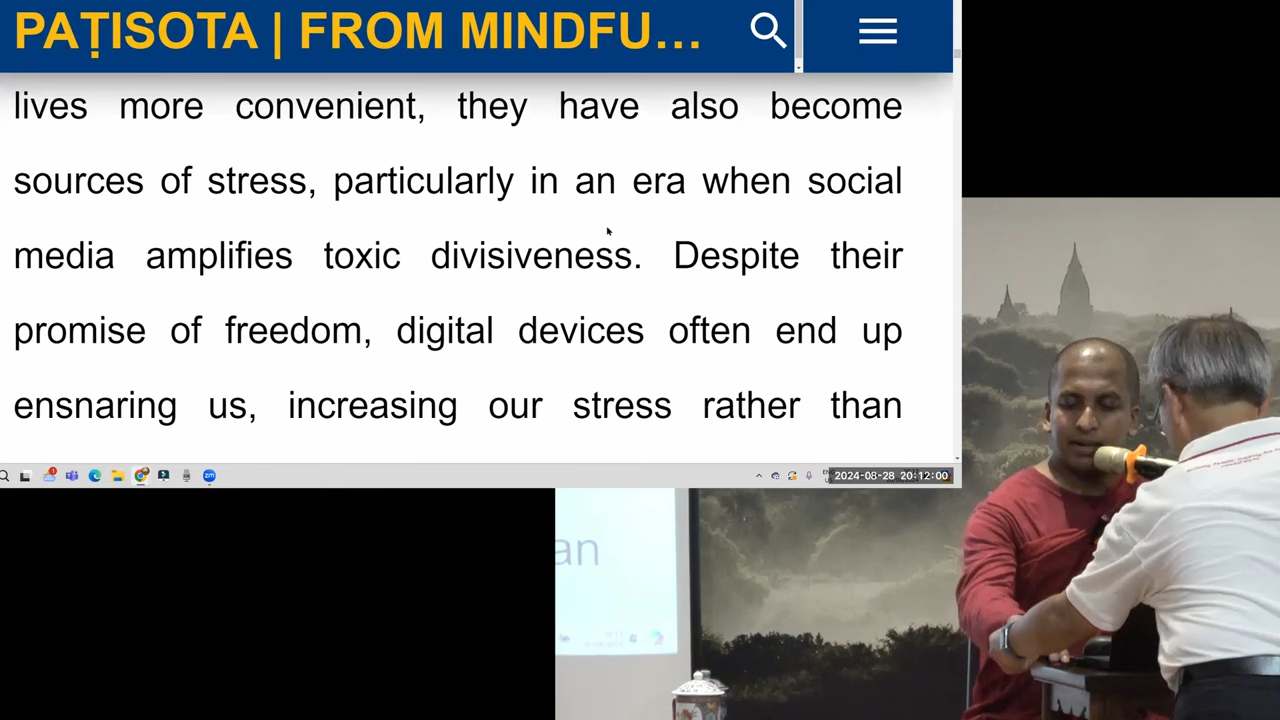 PAṬISOTA | FROM MINDFU...
lives more convenient, they have also become
sources of stress, particularly in an era when social
media amplifies toxic divisiveness. Despite their
promise of freedom, digital devices often end up
ensnaring us, increasing our stress rather than
2024-08-28 20:12:00
an